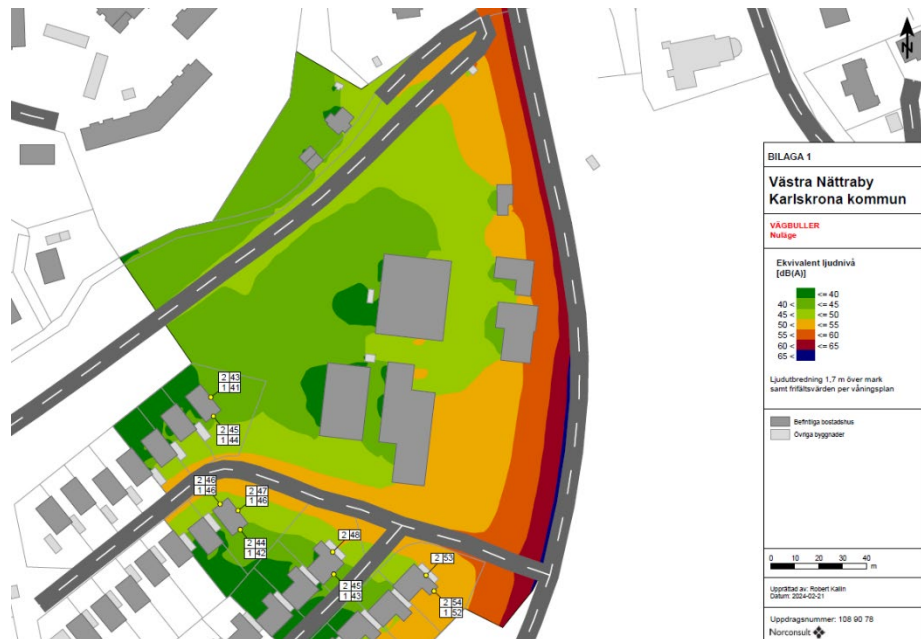 N
2 43
1 41
2 45
1 44
2 46
1 46
2 47
1 46
2 44
1 42
2 48
2 45
1 43
2 53
2 54
1 52
BILAGA 1
Västra Nättraby
Karlskrona kommun
VÄGBULLER
Nuläge
Ekvivalent ljudnivå
[dB(A)]
<= 40
40 < <= 45
45 < <= 50
50 < <= 55
55 < <= 60
60 < <= 65
65 <
Ljudutbredning 1,7 m över mark
samt frifältsvärden per våningsplan
Befintliga bostadshus
Övriga byggnader
0 10 20 30 40
m
Upprättad av: Robert Kalin
Datum: 2024-02-21
Uppdragsnummer: 108 90 78
Norconsult